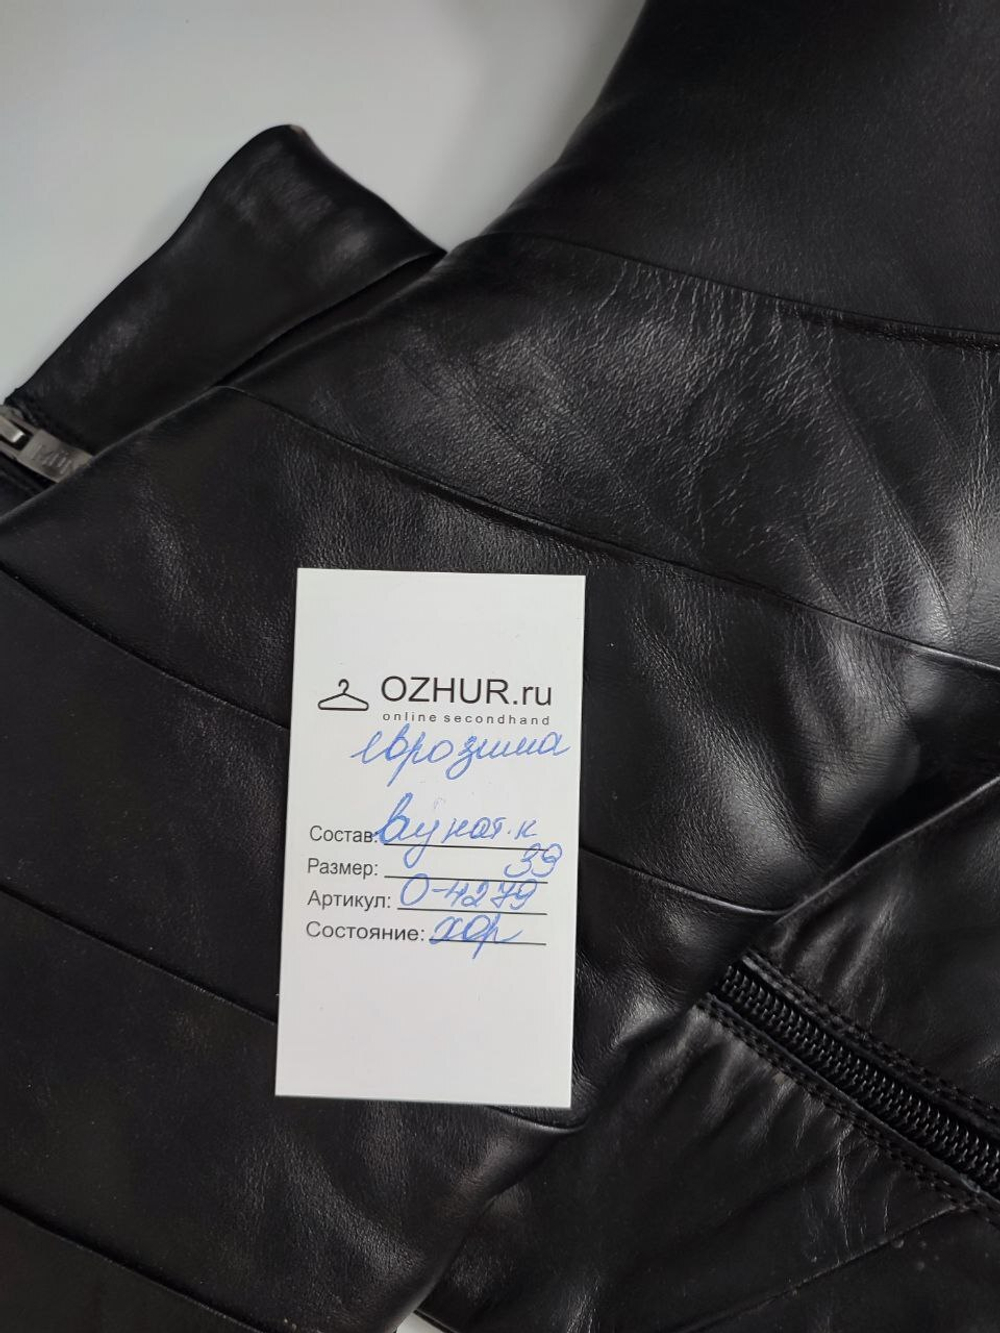 OZHUR.ru
online secondhand
еврозима
Состав: в/у нат.к
Размер: 39
Артикул: О-4279
Состояние: хор